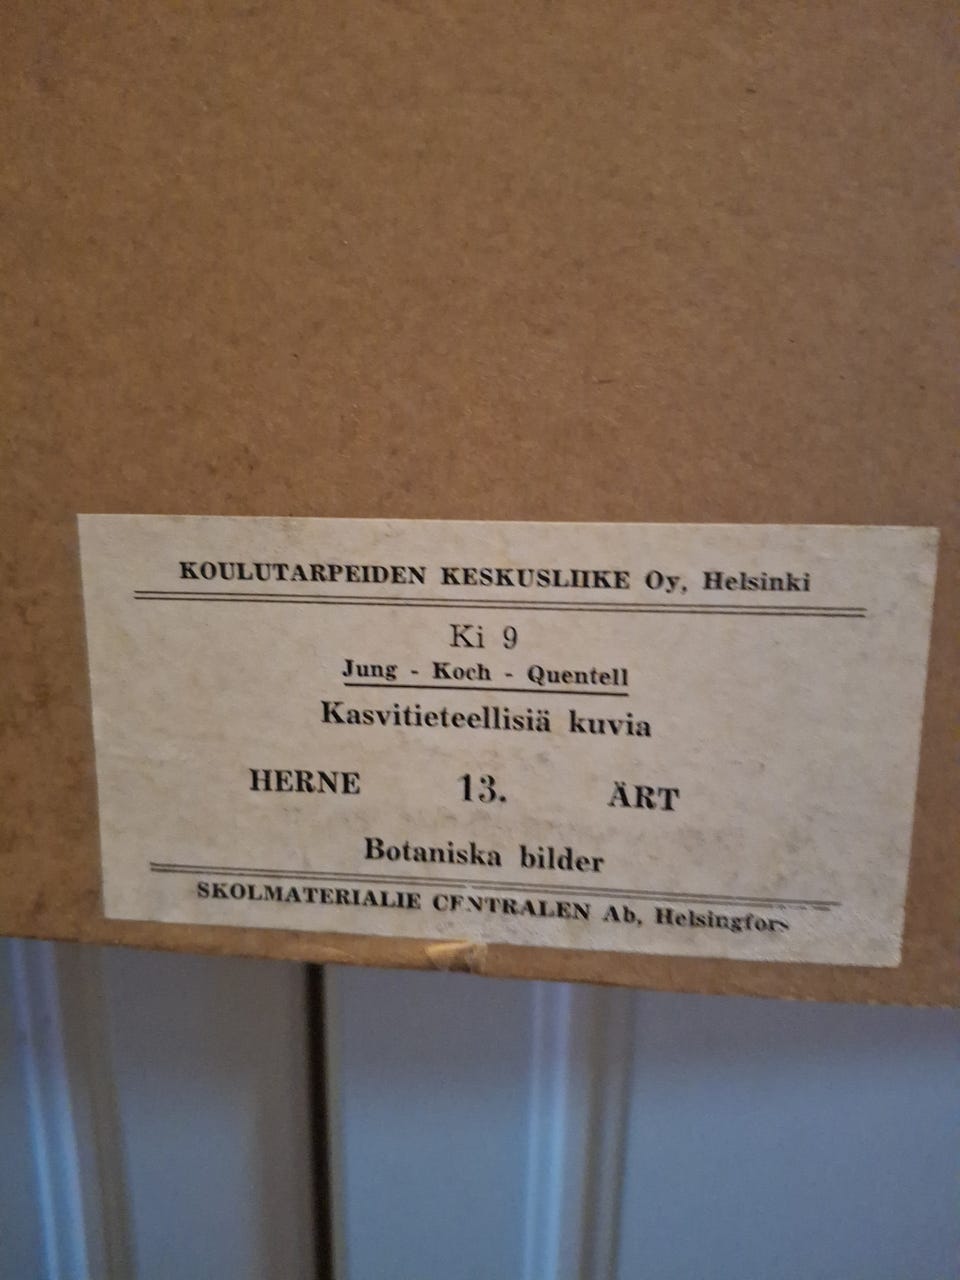 KOULUTARPEIDEN KESKUSLIIKE Oy, Helsinki
Ki 9
Jung - Koch - Quentell
Kasvitieteellisiä kuvia
HERNE 13. ÄRT
Botaniska bilder
SKOLMATERIALIE CENTRALEN Ab, Helsingfors